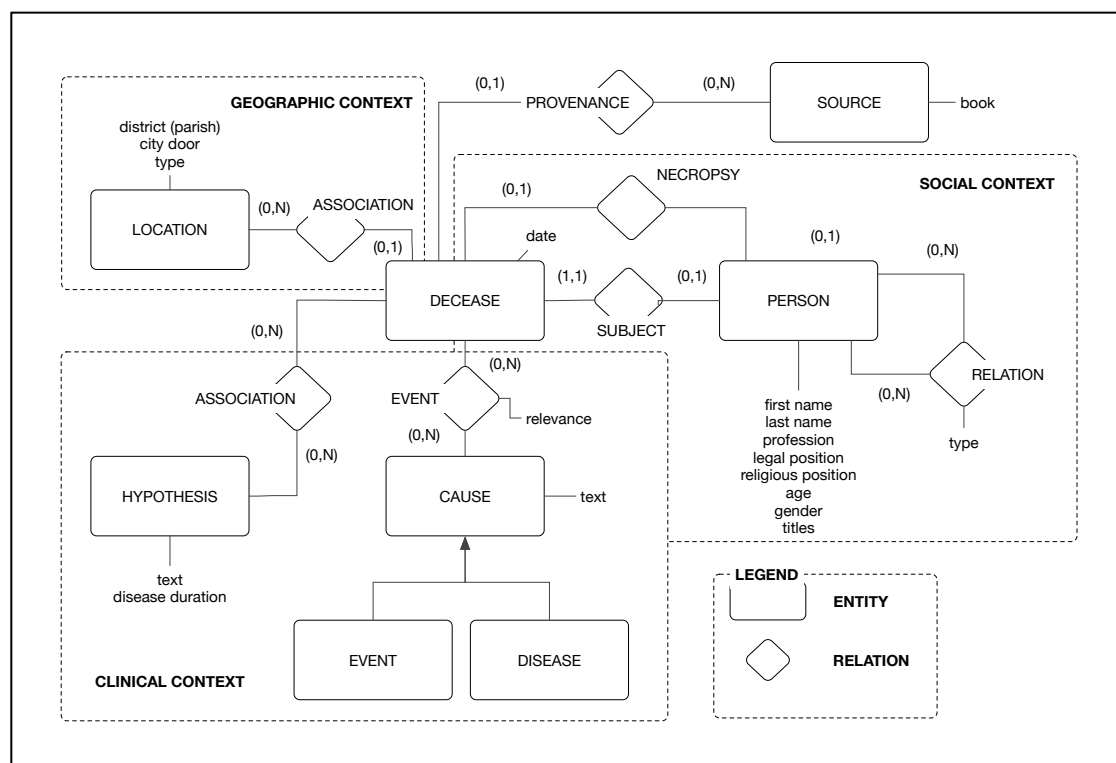 (0,1)
PROVENANCE
(0,N)
SOURCE
book
GEOGRAPHIC CONTEXT
district (parish)
city door
type
LOCATION
(0,N)
ASSOCIATION
(0,1)
SOCIAL CONTEXT
NECROPSY
(0,1)
(0,1)
date
DECEASE
(1,1)
SUBJECT
(0,1)
PERSON
(0,N)
RELATION
(0,N)
type
first name
last name
profession
legal position
religious position
age
gender
titles
(0,N)
ASSOCIATION
(0,N)
HYPOTHESIS
text
disease duration
(0,N)
EVENT
relevance
(0,N)
CAUSE
text
EVENT
DISEASE
CLINICAL CONTEXT
LEGEND
ENTITY
RELATION